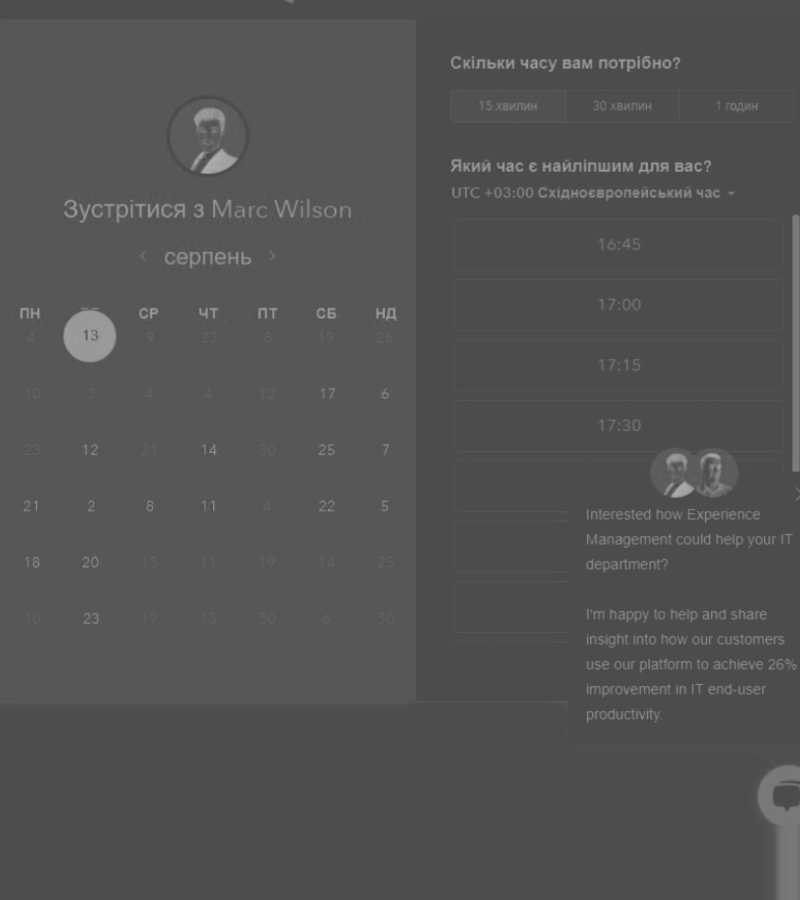 Зустрітися з Marc Wilson
серпень
ПН СР ЧТ ПТ СБ НД
4 13 9 23 8 19 26
10 3 4 4 12 17 6
23 12 21 14 30 25 7
21 2 8 11 4 22 5
18 20 13 11 19 14 25
10 23 19 13 30 6 30
Скільки часу вам потрібно?
15 хвилин 30 хвилин 1 годин
Який час є найліпшим для вас?
UTC +03:00 Східноєвропейський час
16:45
17:00
17:15
17:30
Interested how Experience
Management could help your IT
department?
I'm happy to help and share
insight into how our customers
use our platform to achieve 26%
improvement in IT end-user
productivity.